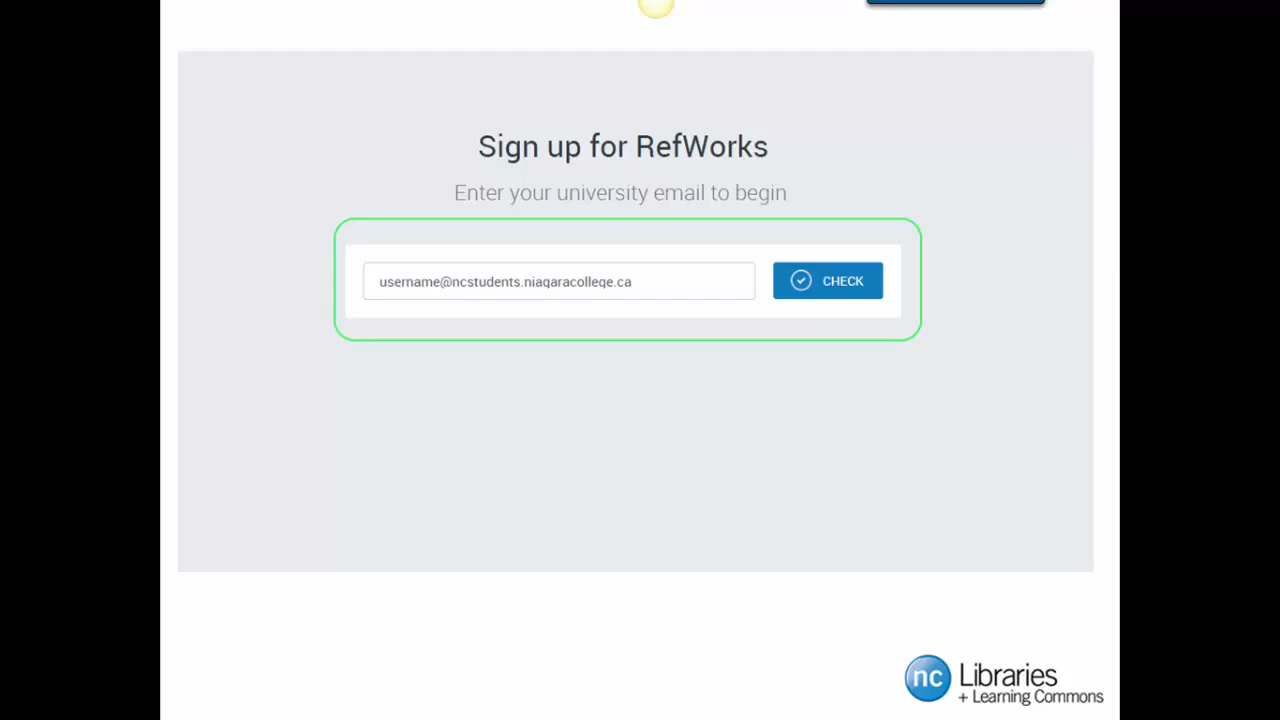 Sign up for RefWorks
Enter your university email to begin
username@ncstudents.niagaracollege.ca
CHECK
nc Libraries
+ Learning Commons